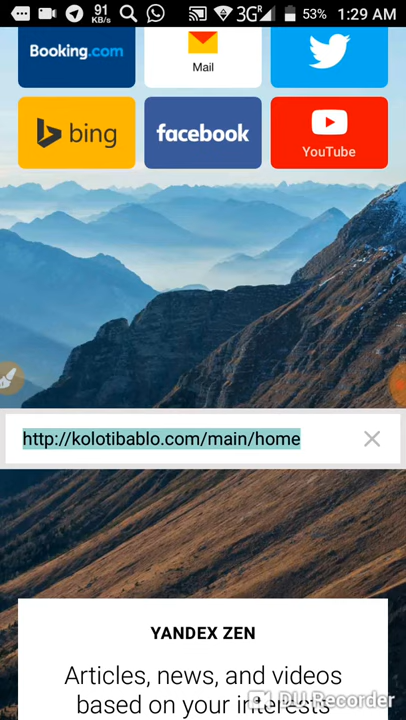 91
KB/s
3G R
53%
1:29 AM
Booking.com
Mail
bing
facebook
YouTube
http://kolotibablo.com/main/home
YANDEX ZEN
Articles, news, and videos
based on your interests
DU Recorder